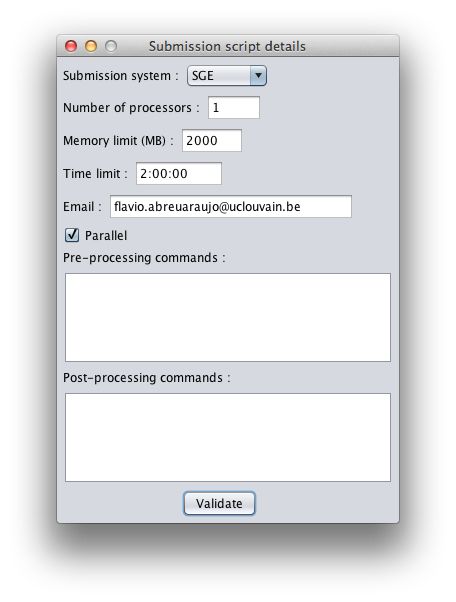 Submission script details
Submission system : SGE
Number of processors : 1
Memory limit (MB) : 2000
Time limit : 2:00:00
Email : flavio.abreuaraujo@uclouvain.be
Parallel
Pre-processing commands :
Post-processing commands :
Validate